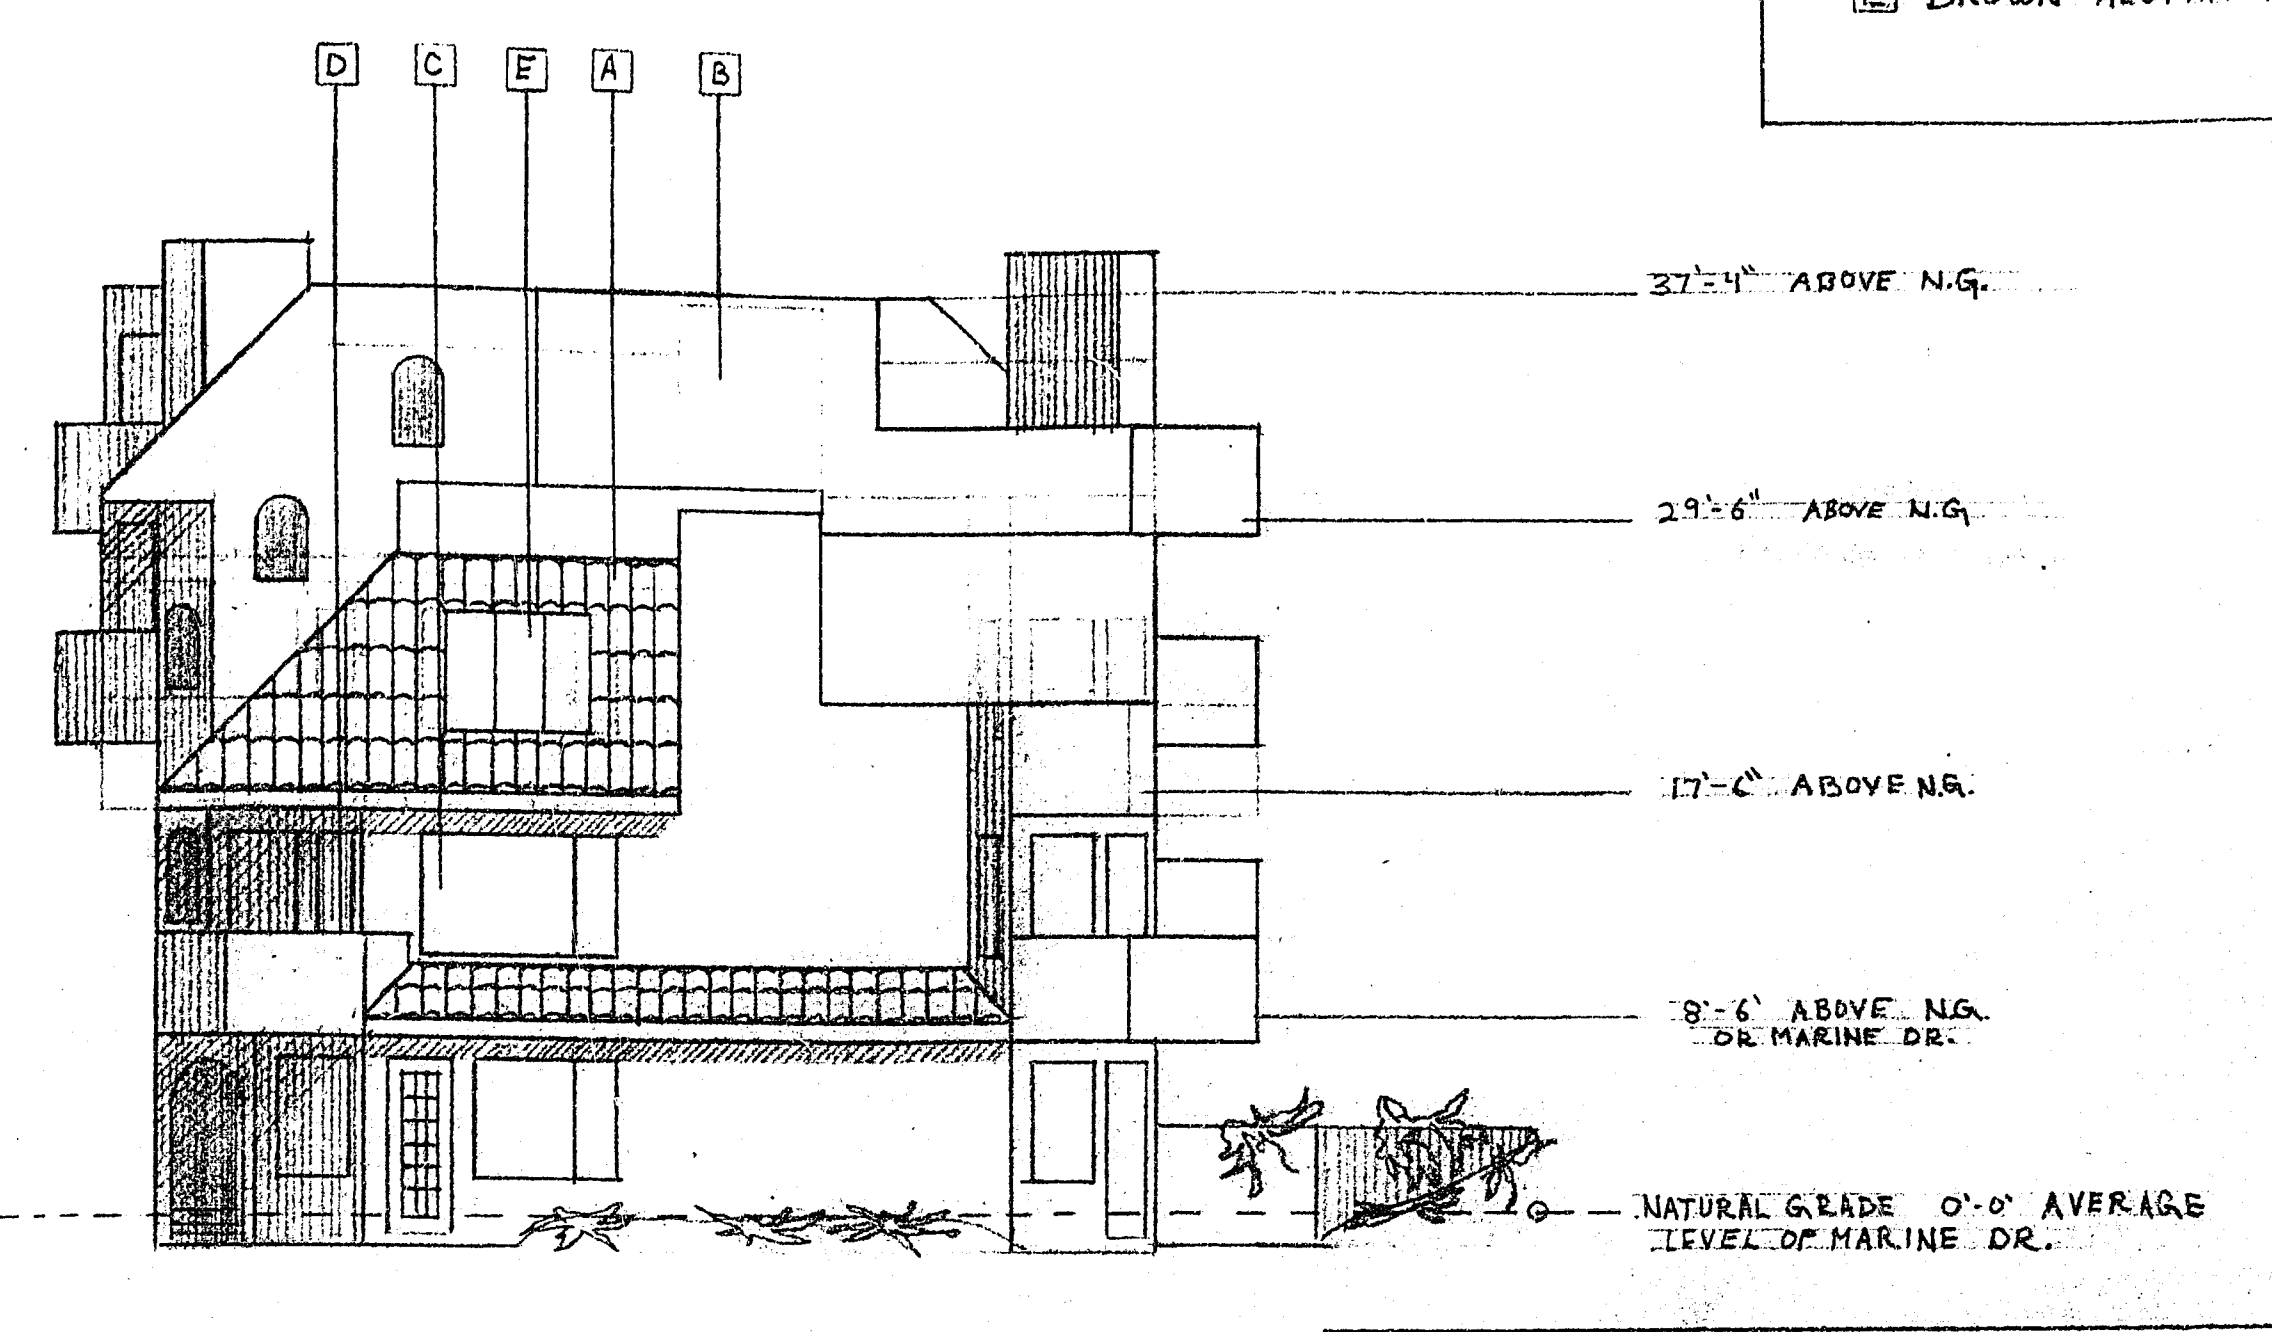 E BROWN
D C E A B
37'-4" ABOVE N.G.
29'-6" ABOVE N.G
17'-6" ABOVE N.G.
8'-6' ABOVE N.G.
OR MARINE DR.
NATURAL GRADE 0'-0' AVERAGE
LEVEL OF MARINE DR.